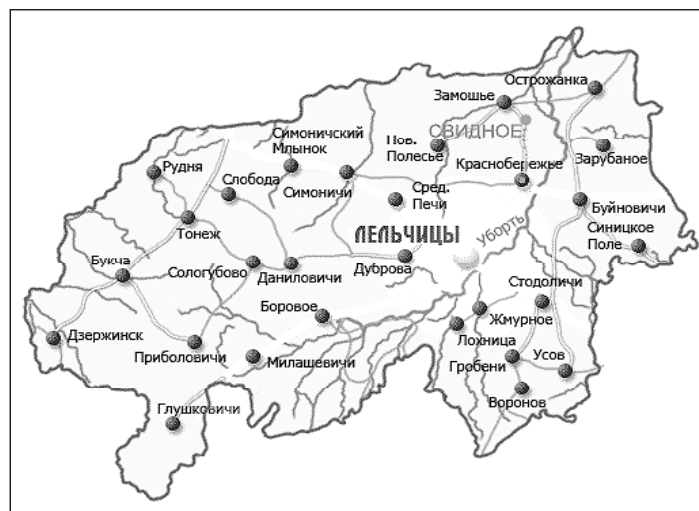 Острожанка
Замошье
СВИДНОЕ
Симоничский
Млынок
Нов.
Полесье
Зарубаное
Рудня
Слобода
Симоничи
Краснобережье
Сред.
Печи
Буйновичи
Синицкое
Поле
Тонеж
ЛЕЛЬЧИЦЫ
Уборть
Букча
Сологубово
Даниловичи
Дуброва
Стодоличи
Боровое
Жмурное
Дзержинск
Приболовичи
Милашевичи
Лохница
Гробени
Усов
Воронов
Глушковичи